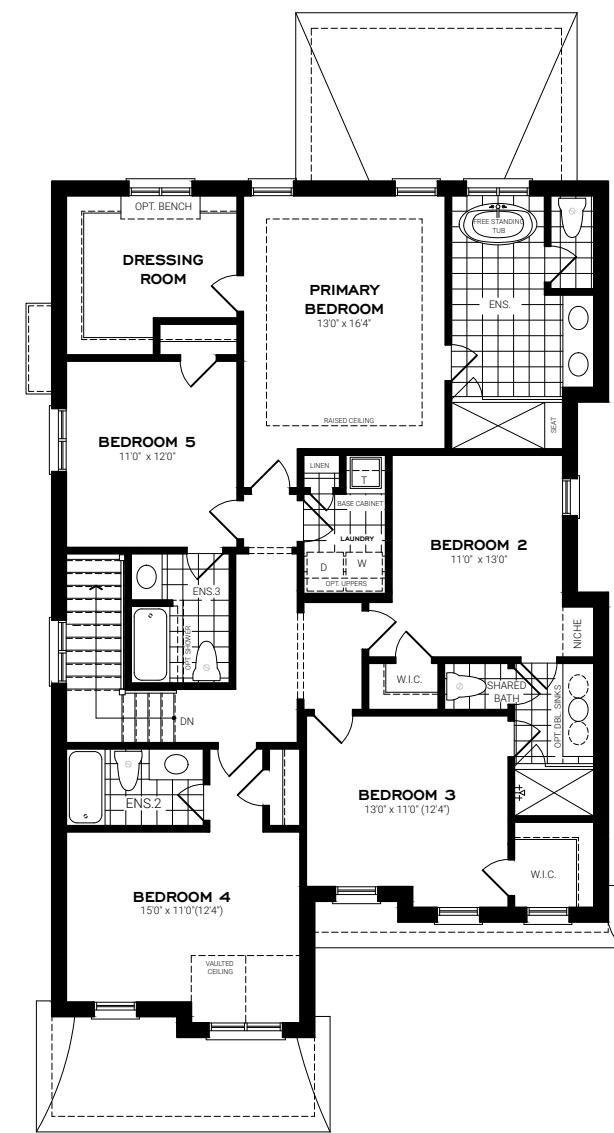 OPT. BENCH
DRESSING
ROOM
PRIMARY
BEDROOM
13'0" x 16'4"
RAISED CEILING
FREE STANDING
TUB
ENS.
SEAT
BEDROOM 5
11'0" x 12'0"
LINEN
T
BASE CABINET
LAUNDRY
D
W
OPT. UPPERS
BEDROOM 2
11'0" x 13'0"
NICHE
ENS.3
OPT SHOWER
W.I.C.
SHARED
BATH
OPT. DBL SINKS
DN
ENS.2
BEDROOM 3
13'0" x 11'0" (12'4")
W.I.C.
BEDROOM 4
15'0" x 11'0"(12'4")
VAULTED
CEILING